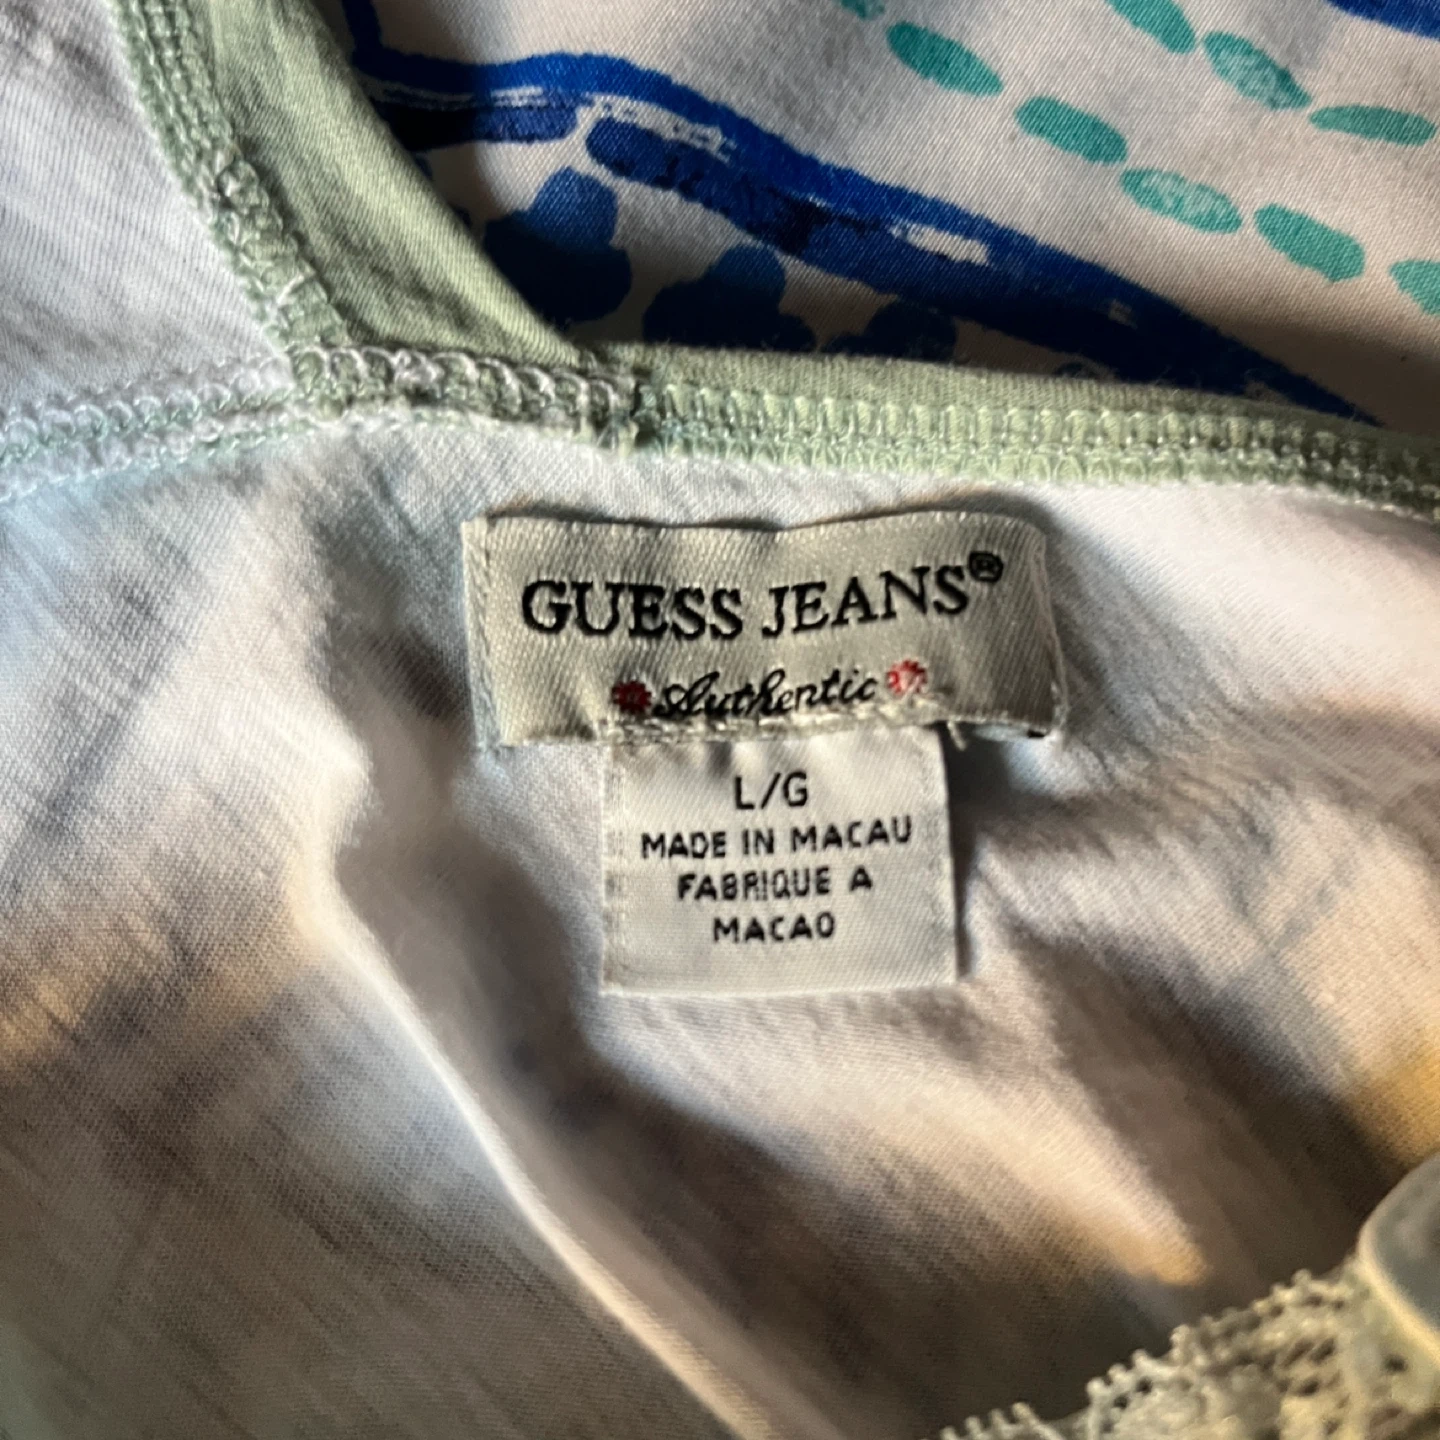 GUESS JEANS®
Authentic
L/G
MADE IN MACAU
FABRIQUE A
MACAO